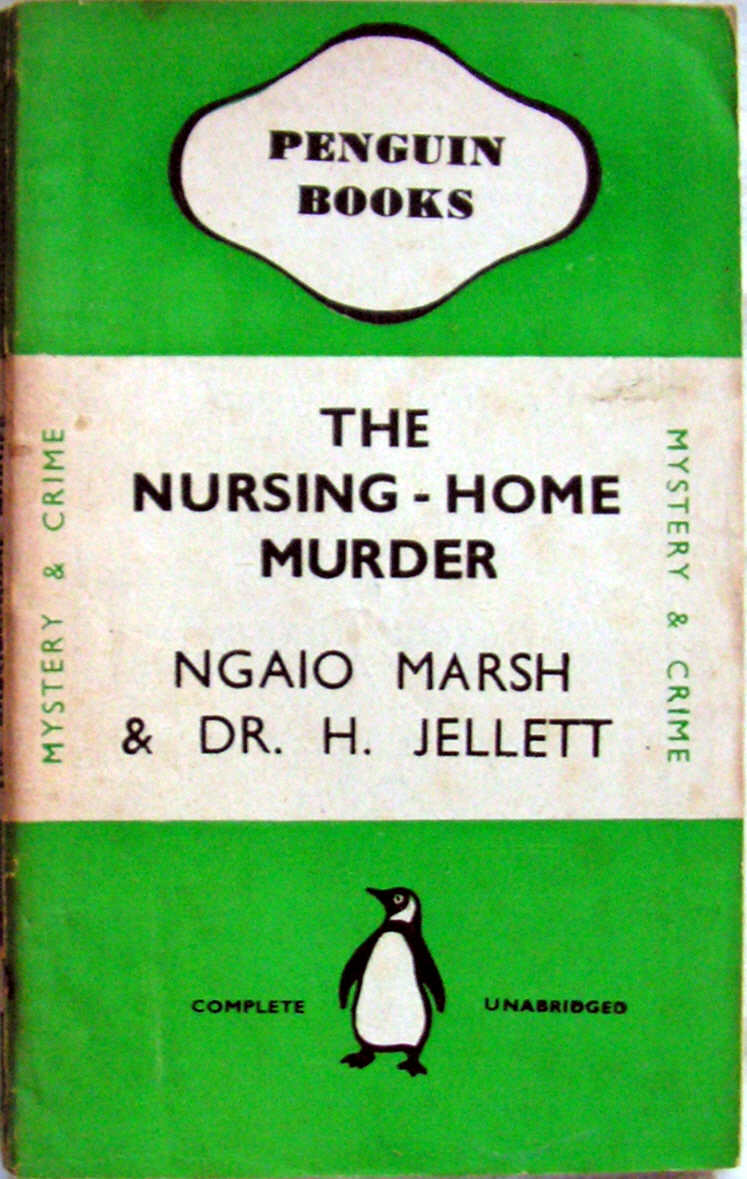 PENGUIN
BOOKS
THE
NURSING-HOME
MURDER
NGAIO MARSH
& DR. H. JELLETT
MYSTERY & CRIME
MYSTERY & CRIME
COMPLETE
UNABRIDGED